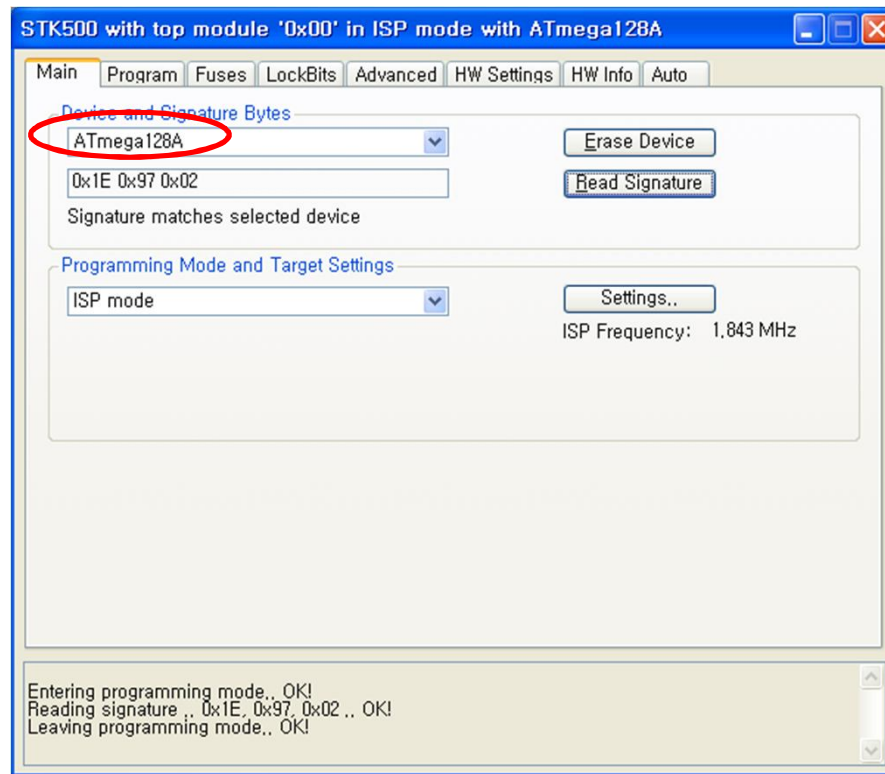 STK500 with top module '0x00' in ISP mode with ATmega128A
Main Program Fuses LockBits Advanced HW Settings HW Info Auto
Device and Signature Bytes
ATmega128A Erase Device
0x1E 0x97 0x02 Read Signature
Signature matches selected device
Programming Mode and Target Settings
ISP mode Settings..
ISP Frequency: 1.843 MHz
Entering programming mode.. OK!
Reading signature .. 0x1E, 0x97, 0x02 .. OK!
Leaving programming mode.. OK!